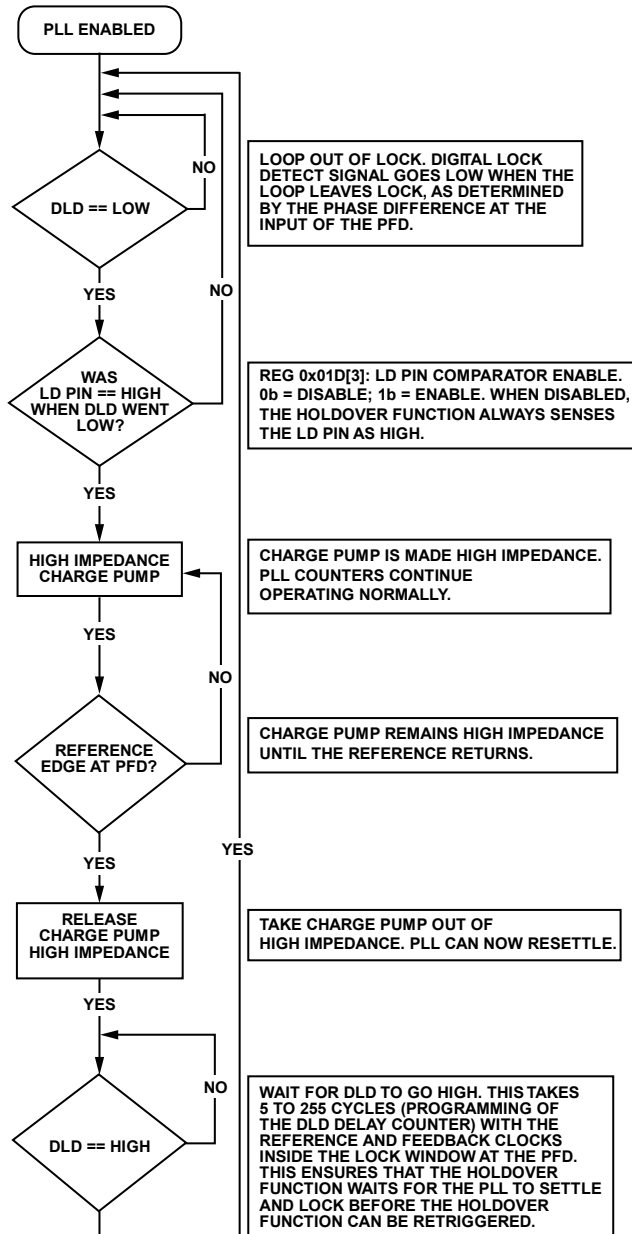 PLL ENABLED
NO
DLD == LOW
LOOP OUT OF LOCK. DIGITAL LOCK
DETECT SIGNAL GOES LOW WHEN THE
LOOP LEAVES LOCK, AS DETERMINED
BY THE PHASE DIFFERENCE AT THE
INPUT OF THE PFD.
YES
NO
WAS
LD PIN == HIGH
WHEN DLD WENT
LOW?
REG 0x01D[3]: LD PIN COMPARATOR ENABLE.
0b = DISABLE; 1b = ENABLE. WHEN DISABLED,
THE HOLDOVER FUNCTION ALWAYS SENSES
THE LD PIN AS HIGH.
YES
HIGH IMPEDANCE
CHARGE PUMP
CHARGE PUMP IS MADE HIGH IMPEDANCE.
PLL COUNTERS CONTINUE
OPERATING NORMALLY.
YES
NO
REFERENCE
EDGE AT PFD?
CHARGE PUMP REMAINS HIGH IMPEDANCE
UNTIL THE REFERENCE RETURNS.
YES
YES
RELEASE
CHARGE PUMP
HIGH IMPEDANCE
TAKE CHARGE PUMP OUT OF
HIGH IMPEDANCE. PLL CAN NOW RESETTLE.
YES
NO
DLD == HIGH
WAIT FOR DLD TO GO HIGH. THIS TAKES
5 TO 255 CYCLES (PROGRAMMING OF
THE DLD DELAY COUNTER) WITH THE
REFERENCE AND FEEDBACK CLOCKS
INSIDE THE LOCK WINDOW AT THE PFD.
THIS ENSURES THAT THE HOLDOVER
FUNCTION WAITS FOR THE PLL TO SETTLE
AND LOCK BEFORE THE HOLDOVER
FUNCTION CAN BE RETRIGGERED.